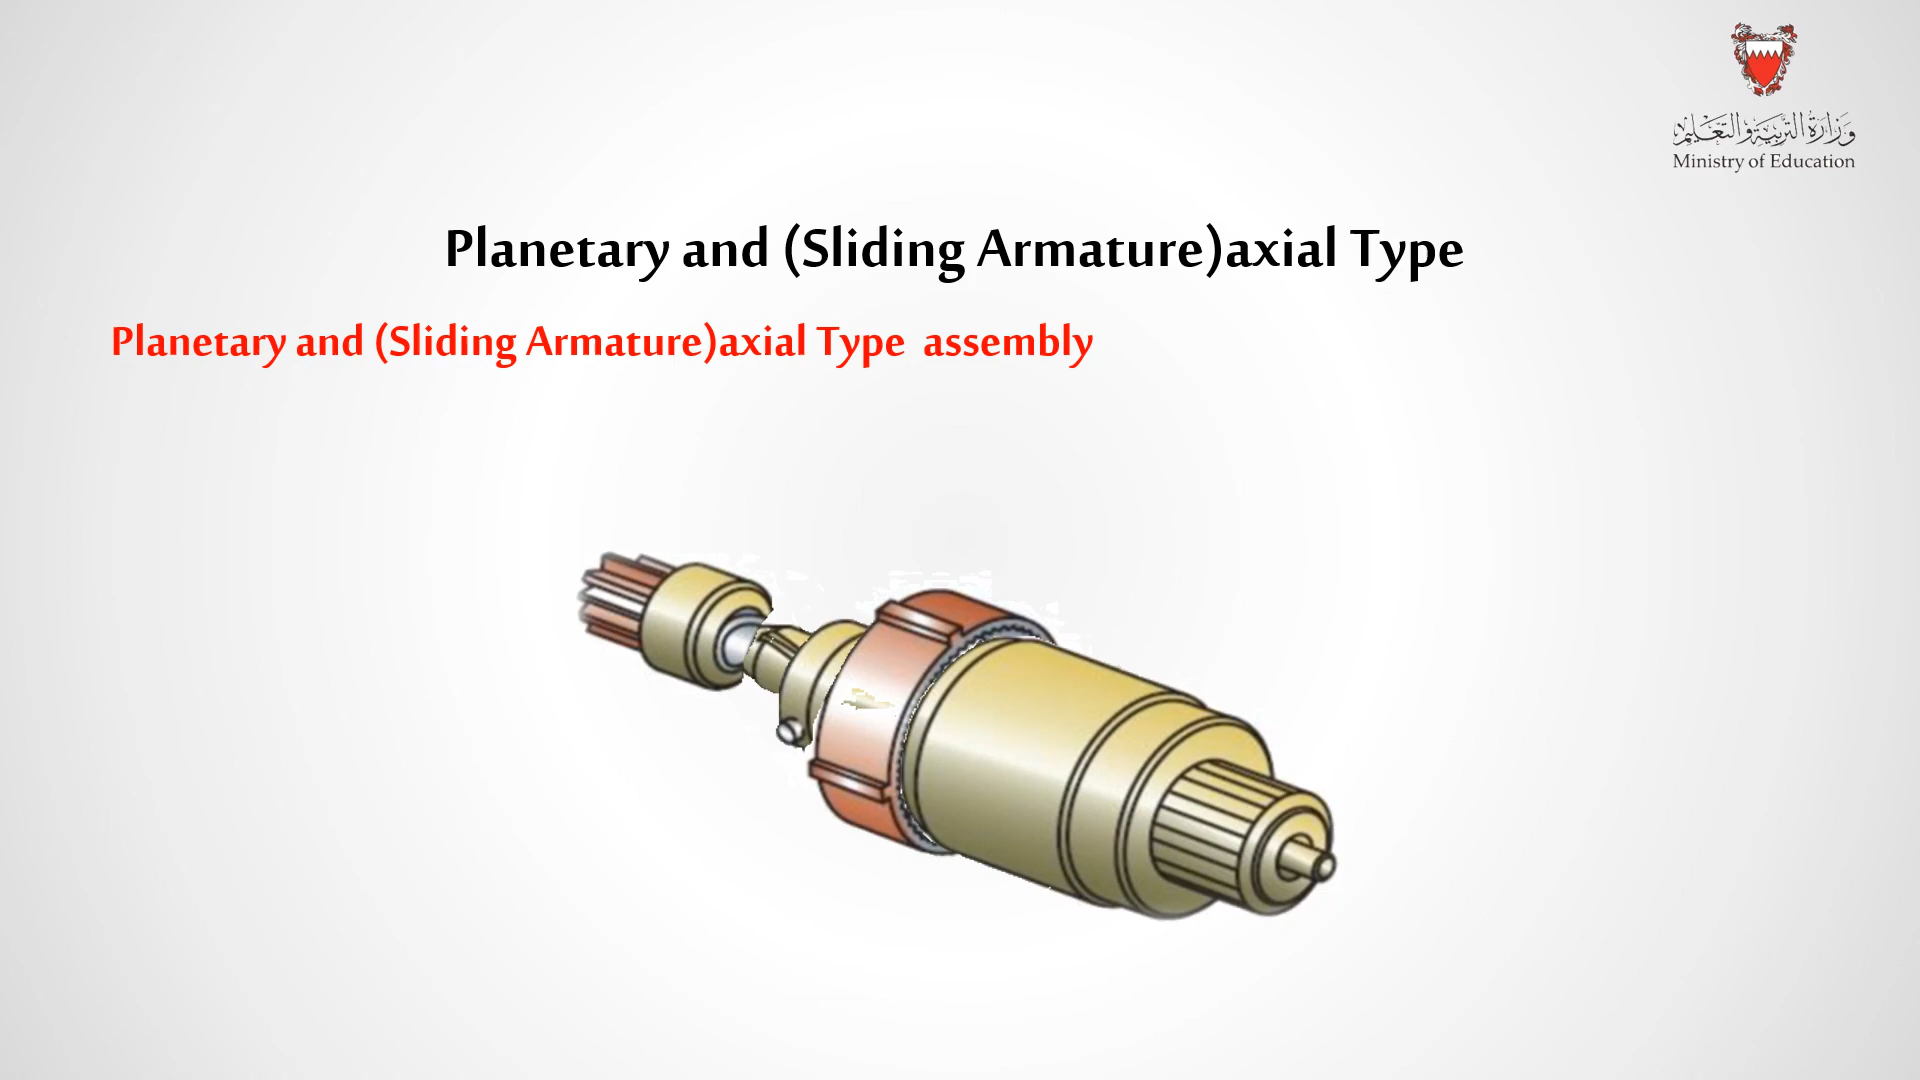 وزارة التربية والتعليم
Ministry of Education
Planetary and (Sliding Armature)axial Type
Planetary and (Sliding Armature)axial Type assembly